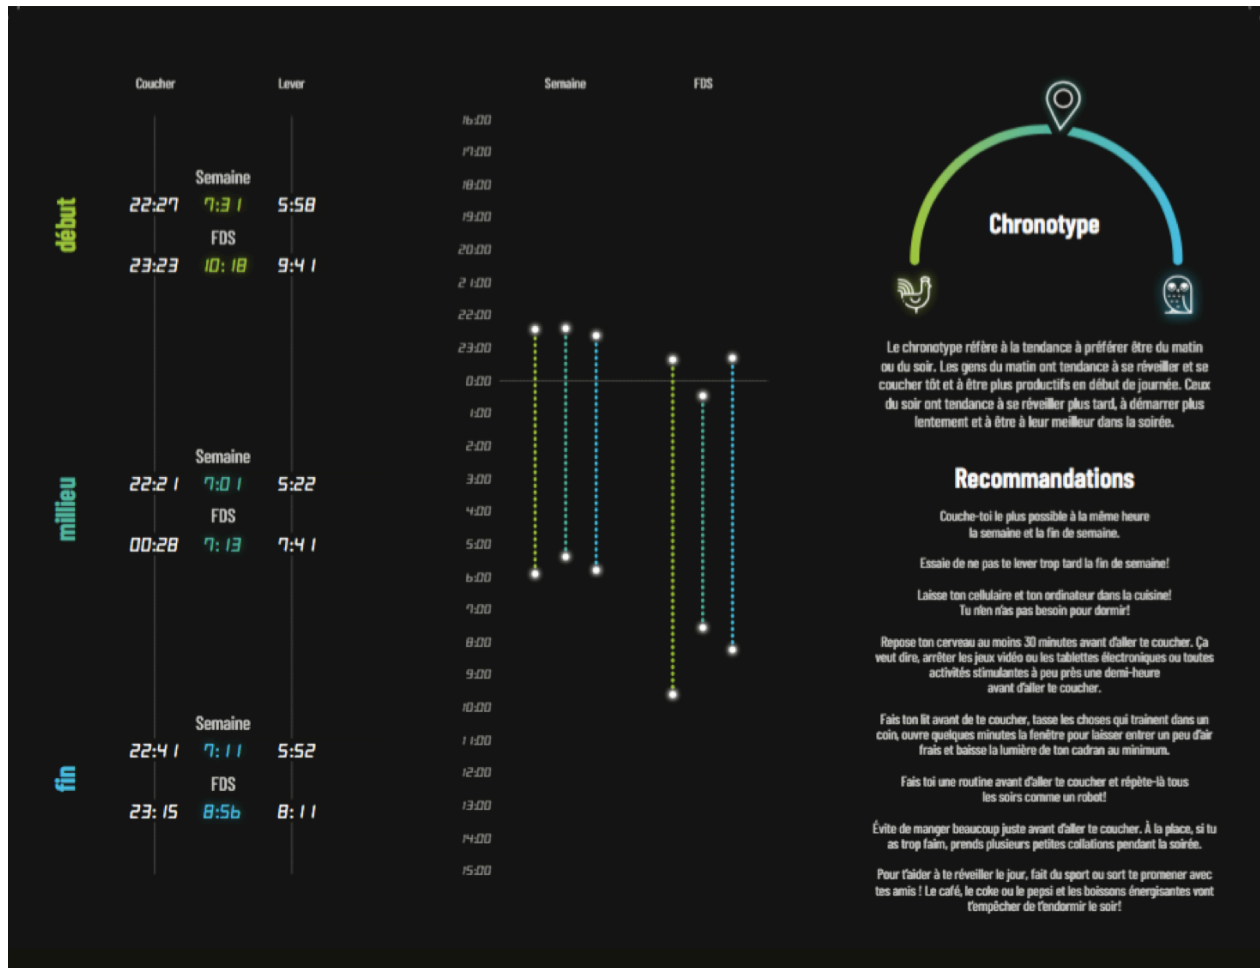 Coucher
Lever
début
Semaine
22:27 7:31 5:58
FDS
23:23 10:18 9:41
millieu
Semaine
22:21 7:01 5:22
FDS
00:28 7:13 7:41
fin
Semaine
22:41 7:11 5:52
FDS
23:15 8:56 8:11
Semaine
FDS
16:00
17:00
18:00
19:00
20:00
21:00
22:00
23:00
0:00
1:00
2:00
3:00
4:00
5:00
6:00
7:00
8:00
9:00
10:00
11:00
12:00
13:00
14:00
15:00
Chronotype
Le chronotype réfère à la tendance à préférer être du matin
ou du soir. Les gens du matin ont tendance à se réveiller et se
coucher tôt et à être plus productifs en début de journée. Ceux
du soir ont tendance à se réveiller plus tard, à démarrer plus
lentement et à être à leur meilleur dans la soirée.
Recommandations
Couche-toi le plus possible à la même heure
la semaine et la fin de semaine.
Essaie de ne pas te lever trop tard la fin de semaine!
Laisse ton cellulaire et ton ordinateur dans la cuisine!
Tu n'en n'as pas besoin pour dormir!
Repose ton cerveau au moins 30 minutes avant d'aller te coucher. Ça
veut dire, arrêter les jeux vidéo ou les tablettes électroniques ou toutes
activités stimulantes à peu près une demi-heure
avant d'aller te coucher.
Fais ton lit avant de te coucher, tasse les choses qui trainent dans un
coin, ouvre quelques minutes la fenêtre pour laisser entrer un peu d'air
frais et baisse la lumière de ton cadran au minimum.
Fais toi une routine avant d'aller te coucher et répète-là tous
les soirs comme un robot!
Évite de manger beaucoup juste avant d'aller te coucher. À la place, si tu
as trop faim, prends plusieurs petites collations pendant la soirée.
Pour t'aider à te réveiller le jour, fait du sport ou sort te promener avec
tes amis ! Le café, le coke ou le pepsi et les boissons énergisantes vont
t'empêcher de t'endormir le soir!